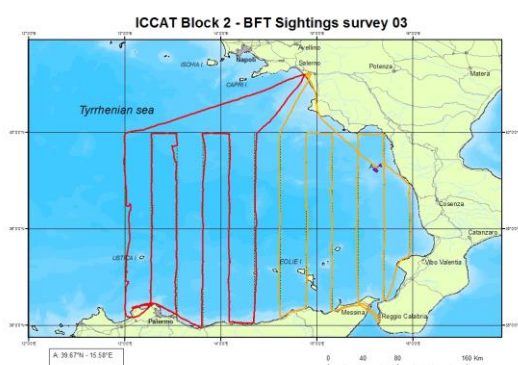 ICCAT Block 2 - BFT Sightings survey 03
Avellino
ISCHIA I.
Napoli
Salerno
Potenza
Matera
CAPRI I.
Tyrrhenian sea
Cosenza
Catanzaro
USTICA I.
EOLIE I.
Vibo Valentia
Palermo
Messina
Reggio Calabria
A: 39.67°N - 15.58°E
0 40 80 160 Km